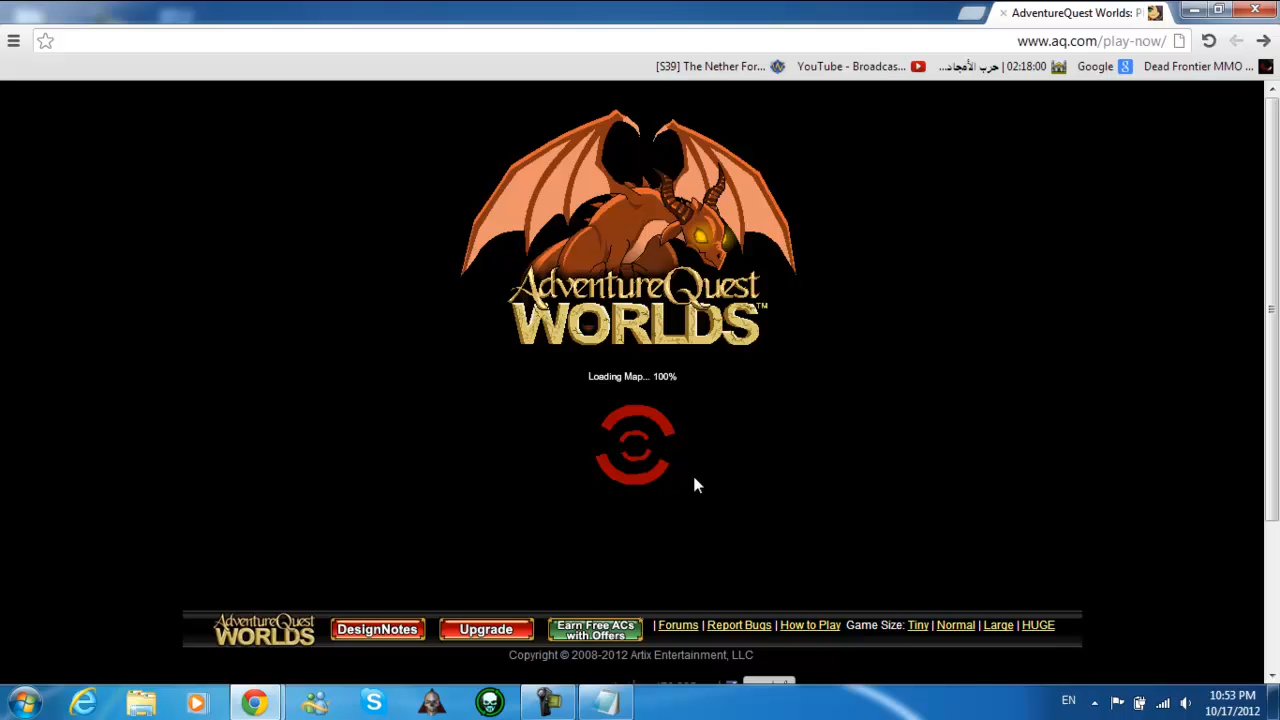 AdventureQuest Worlds: P
www.aq.com/play-now/
[S39] The Nether For... YouTube - Broadcas... حرب الأمجاد... | 02:18:00 Google Dead Frontier MMO ...
AdventureQuest
WORLDS™
Loading Map... 100%
AdventureQuest
WORLDS
DesignNotes
Upgrade
Earn Free ACs
with Offers
| Forums | Report Bugs | How to Play Game Size: Tiny | Normal | Large | HUGE
Copyright © 2008-2012 Artix Entertainment, LLC
EN
10:53 PM
10/17/2012